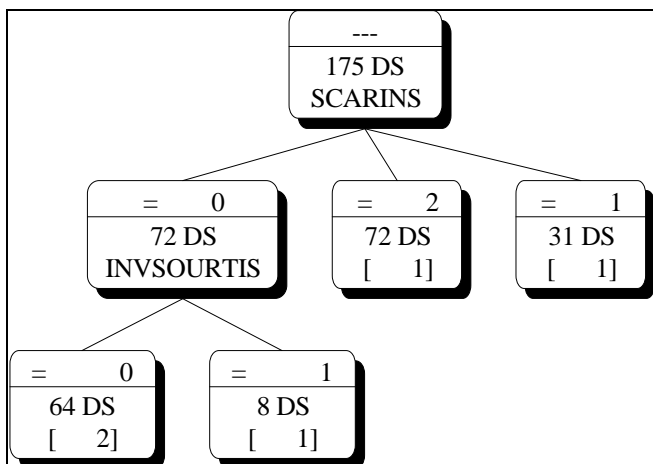 ---
175 DS
SCARINS
= 0
72 DS
INVSOURTIS
= 2
72 DS
[ 1]
= 1
31 DS
[ 1]
= 0
64 DS
[ 2]
= 1
8 DS
[ 1]